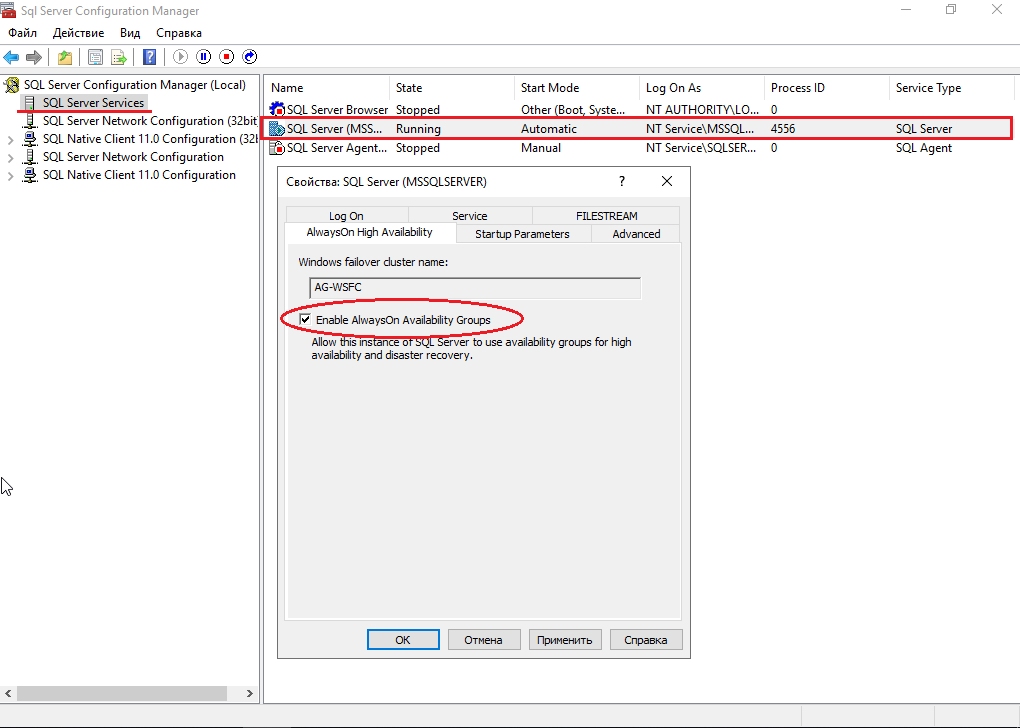 Sql Server Configuration Manager
Файл Действие Вид Справка
SQL Server Configuration Manager (Local)
SQL Server Services
SQL Server Network Configuration (32bit
SQL Native Client 11.0 Configuration (32b
SQL Server Network Configuration
SQL Native Client 11.0 Configuration
Name State Start Mode Log On As Process ID Service Type
SQL Server Browser Stopped Other (Boot, Syste... NT AUTHORITY\LO... 0
SQL Server (MSS... Running Automatic NT Service\MSSQL... 4556 SQL Server
SQL Server Agent... Stopped Manual NT Service\SQLSER... 0 SQL Agent
Свойства: SQL Server (MSSQLSERVER)
Log On Service FILESTREAM
AlwaysOn High Availability Startup Parameters Advanced
Windows failover cluster name:
AG-WSFC
Enable AlwaysOn Availability Groups
Allow this instance of SQL Server to use availability groups for high
availability and disaster recovery.
OK Отмена Применить Справка